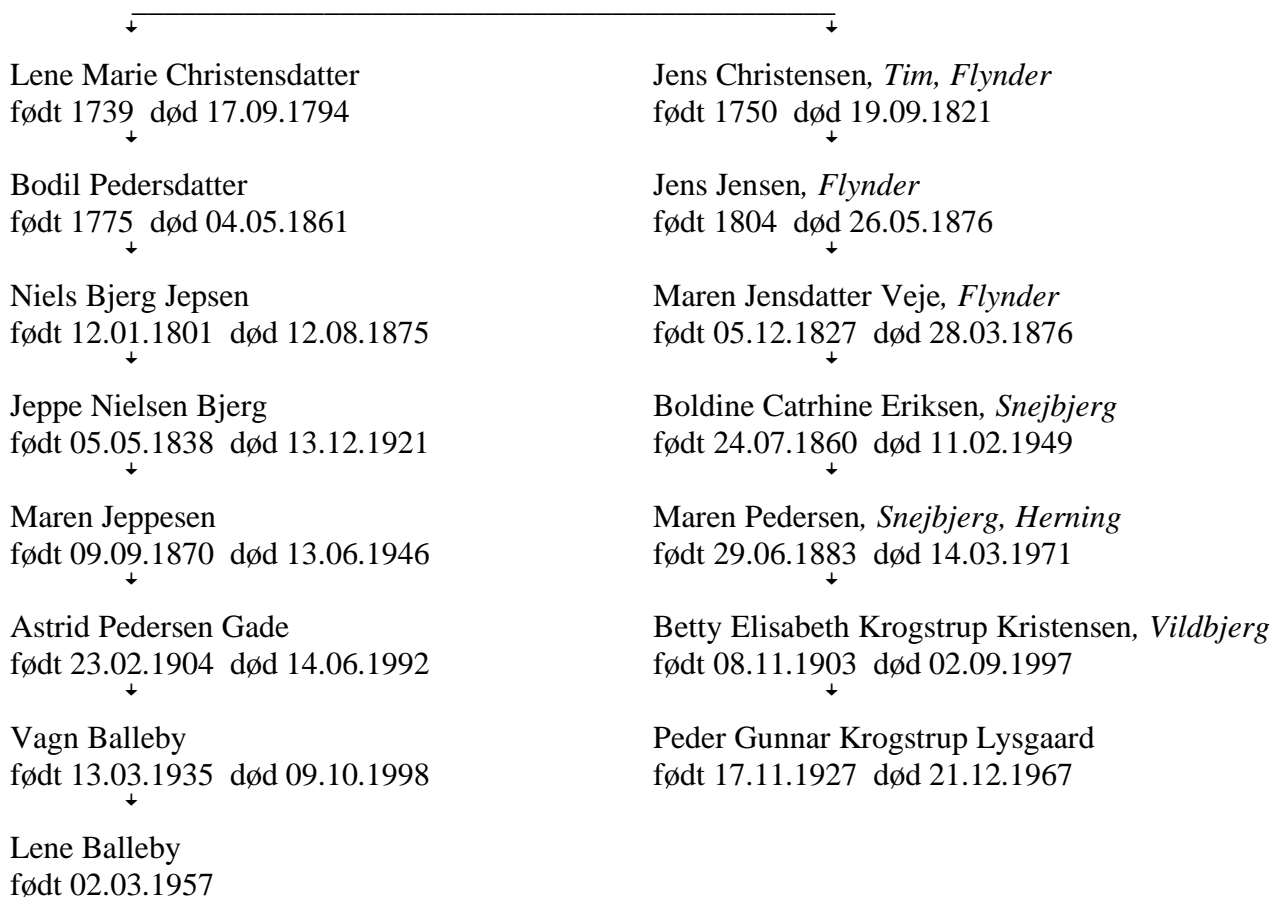 Lene Marie Christensdatter
født 1739 død 17.09.1794
Bodil Pedersdatter
født 1775 død 04.05.1861
Niels Bjerg Jepsen
født 12.01.1801 død 12.08.1875
Jeppe Nielsen Bjerg
født 05.05.1838 død 13.12.1921
Maren Jeppesen
født 09.09.1870 død 13.06.1946
Astrid Pedersen Gade
født 23.02.1904 død 14.06.1992
Vagn Balleby
født 13.03.1935 død 09.10.1998
Lene Balleby
født 02.03.1957
Jens Christensen, Tim, Flynder
født 1750 død 19.09.1821
Jens Jensen, Flynder
født 1804 død 26.05.1876
Maren Jensdatter Veje, Flynder
født 05.12.1827 død 28.03.1876
Boldine Catrhine Eriksen, Snejbjerg
født 24.07.1860 død 11.02.1949
Maren Pedersen, Snejbjerg, Herning
født 29.06.1883 død 14.03.1971
Betty Elisabeth Krogstrup Kristensen, Vildbjerg
født 08.11.1903 død 02.09.1997
Peder Gunnar Krogstrup Lysgaard
født 17.11.1927 død 21.12.1967